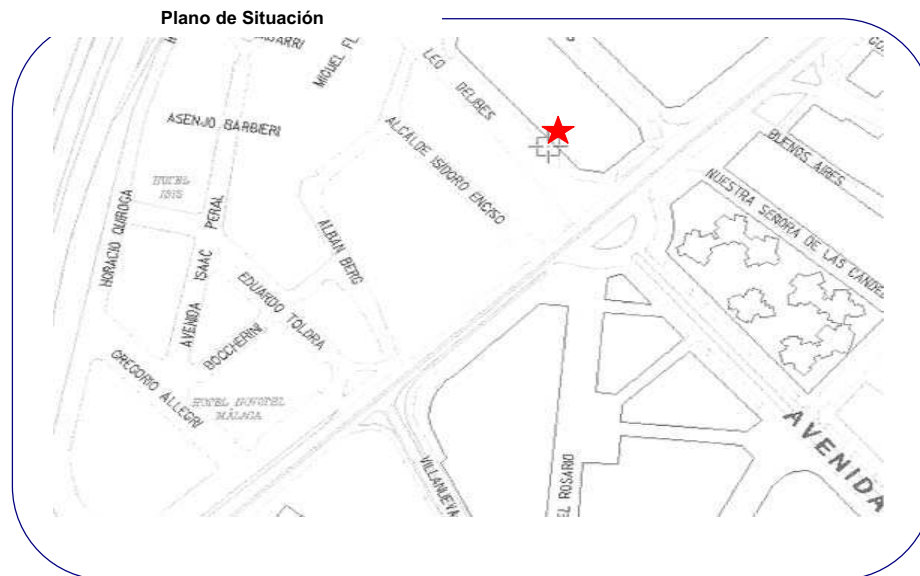 Plano de Situación
MIGUEL
LEO DELIBES
ASENJO BARBIERI
ALCALDE ISIDORO ENCISO
BUENOS AIRES
NUESTRA SEÑORA DE LAS CANDE
HOTEL
HORACIO QUIROGA
AVENIDA ISAAC PERAL
ALBAN BERG
EDUARDO TOLDRA
BOCCHERINI
GREGORIO ALLEGRI
HOTEL NOVOTEL
MÁLAGA
VILLANUEVA
EL ROSARIO
AVENIDA